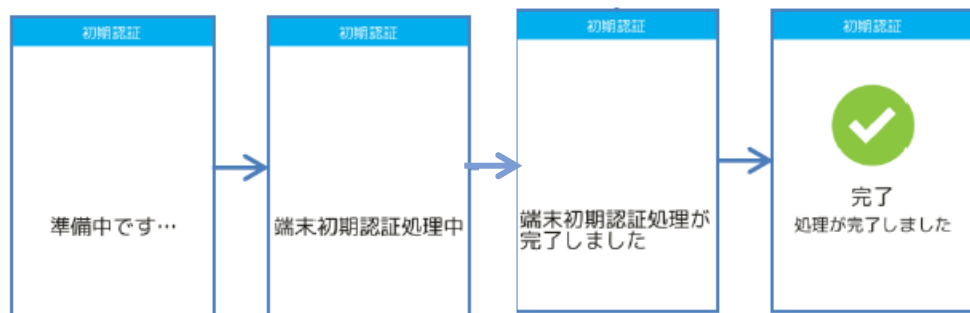 初期認証
準備中です…
初期認証
端末初期認証処理中
初期認証
端末初期認証処理が
完了しました
初期認証
完了
処理が完了しました